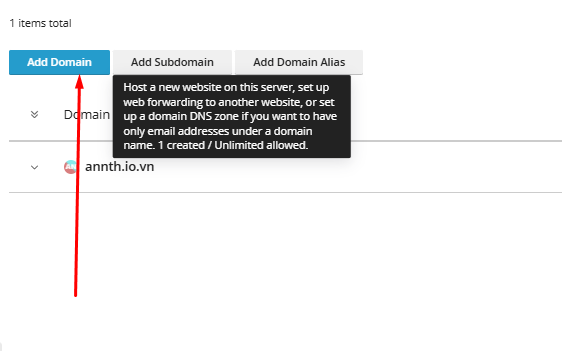 1 items total
Add Domain
Add Subdomain
Add Domain Alias
Host a new website on this server, set up
web forwarding to another website, or set
up a domain DNS zone if you want to have
only email addresses under a domain
name. 1 created / Unlimited allowed.
Domain
annth.io.vn